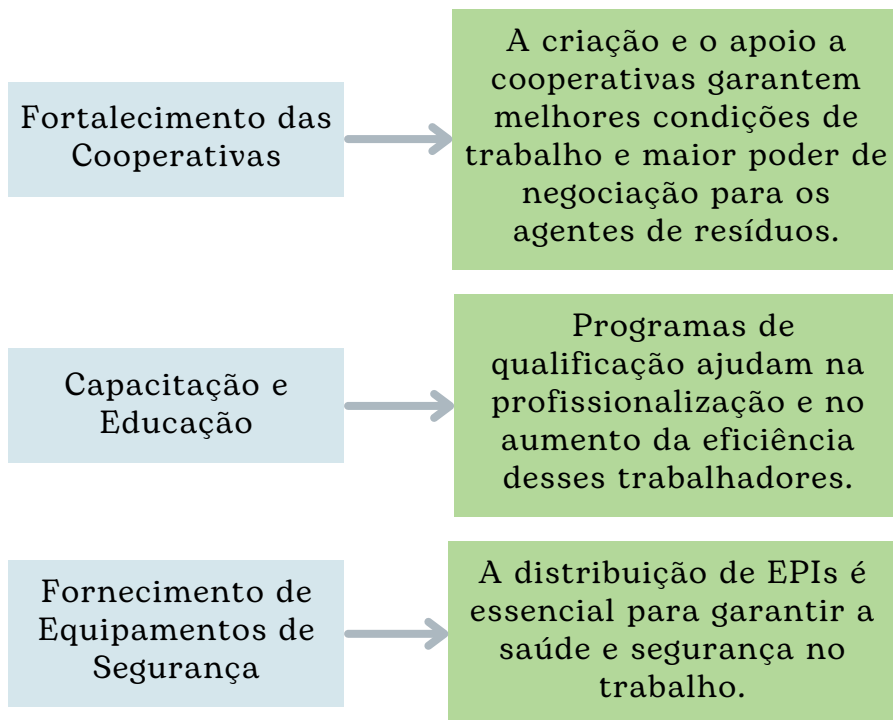 Fortalecimento das
Cooperativas
A criação e o apoio a
cooperativas garantem
melhores condições de
trabalho e maior poder de
negociação para os
agentes de resíduos.
Capacitação e
Educação
Programas de
qualificação ajudam na
profissionalização e no
aumento da eficiência
desses trabalhadores.
Fornecimento de
Equipamentos de
Segurança
A distribuição de EPIs é
essencial para garantir a
saúde e segurança no
trabalho.